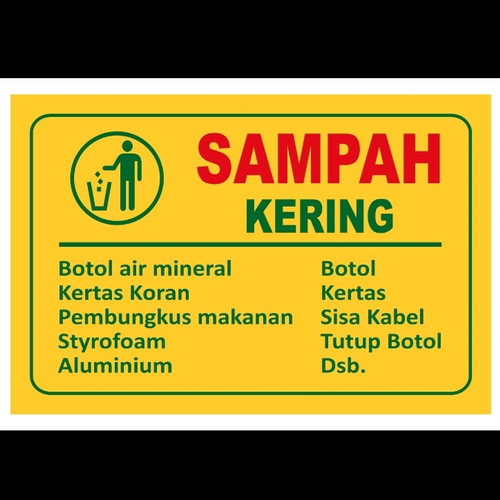 SAMPAH
KERING
Botol air mineral
Kertas Koran
Pembungkus makanan
Styrofoam
Aluminium
Botol
Kertas
Sisa Kabel
Tutup Botol
Dsb.